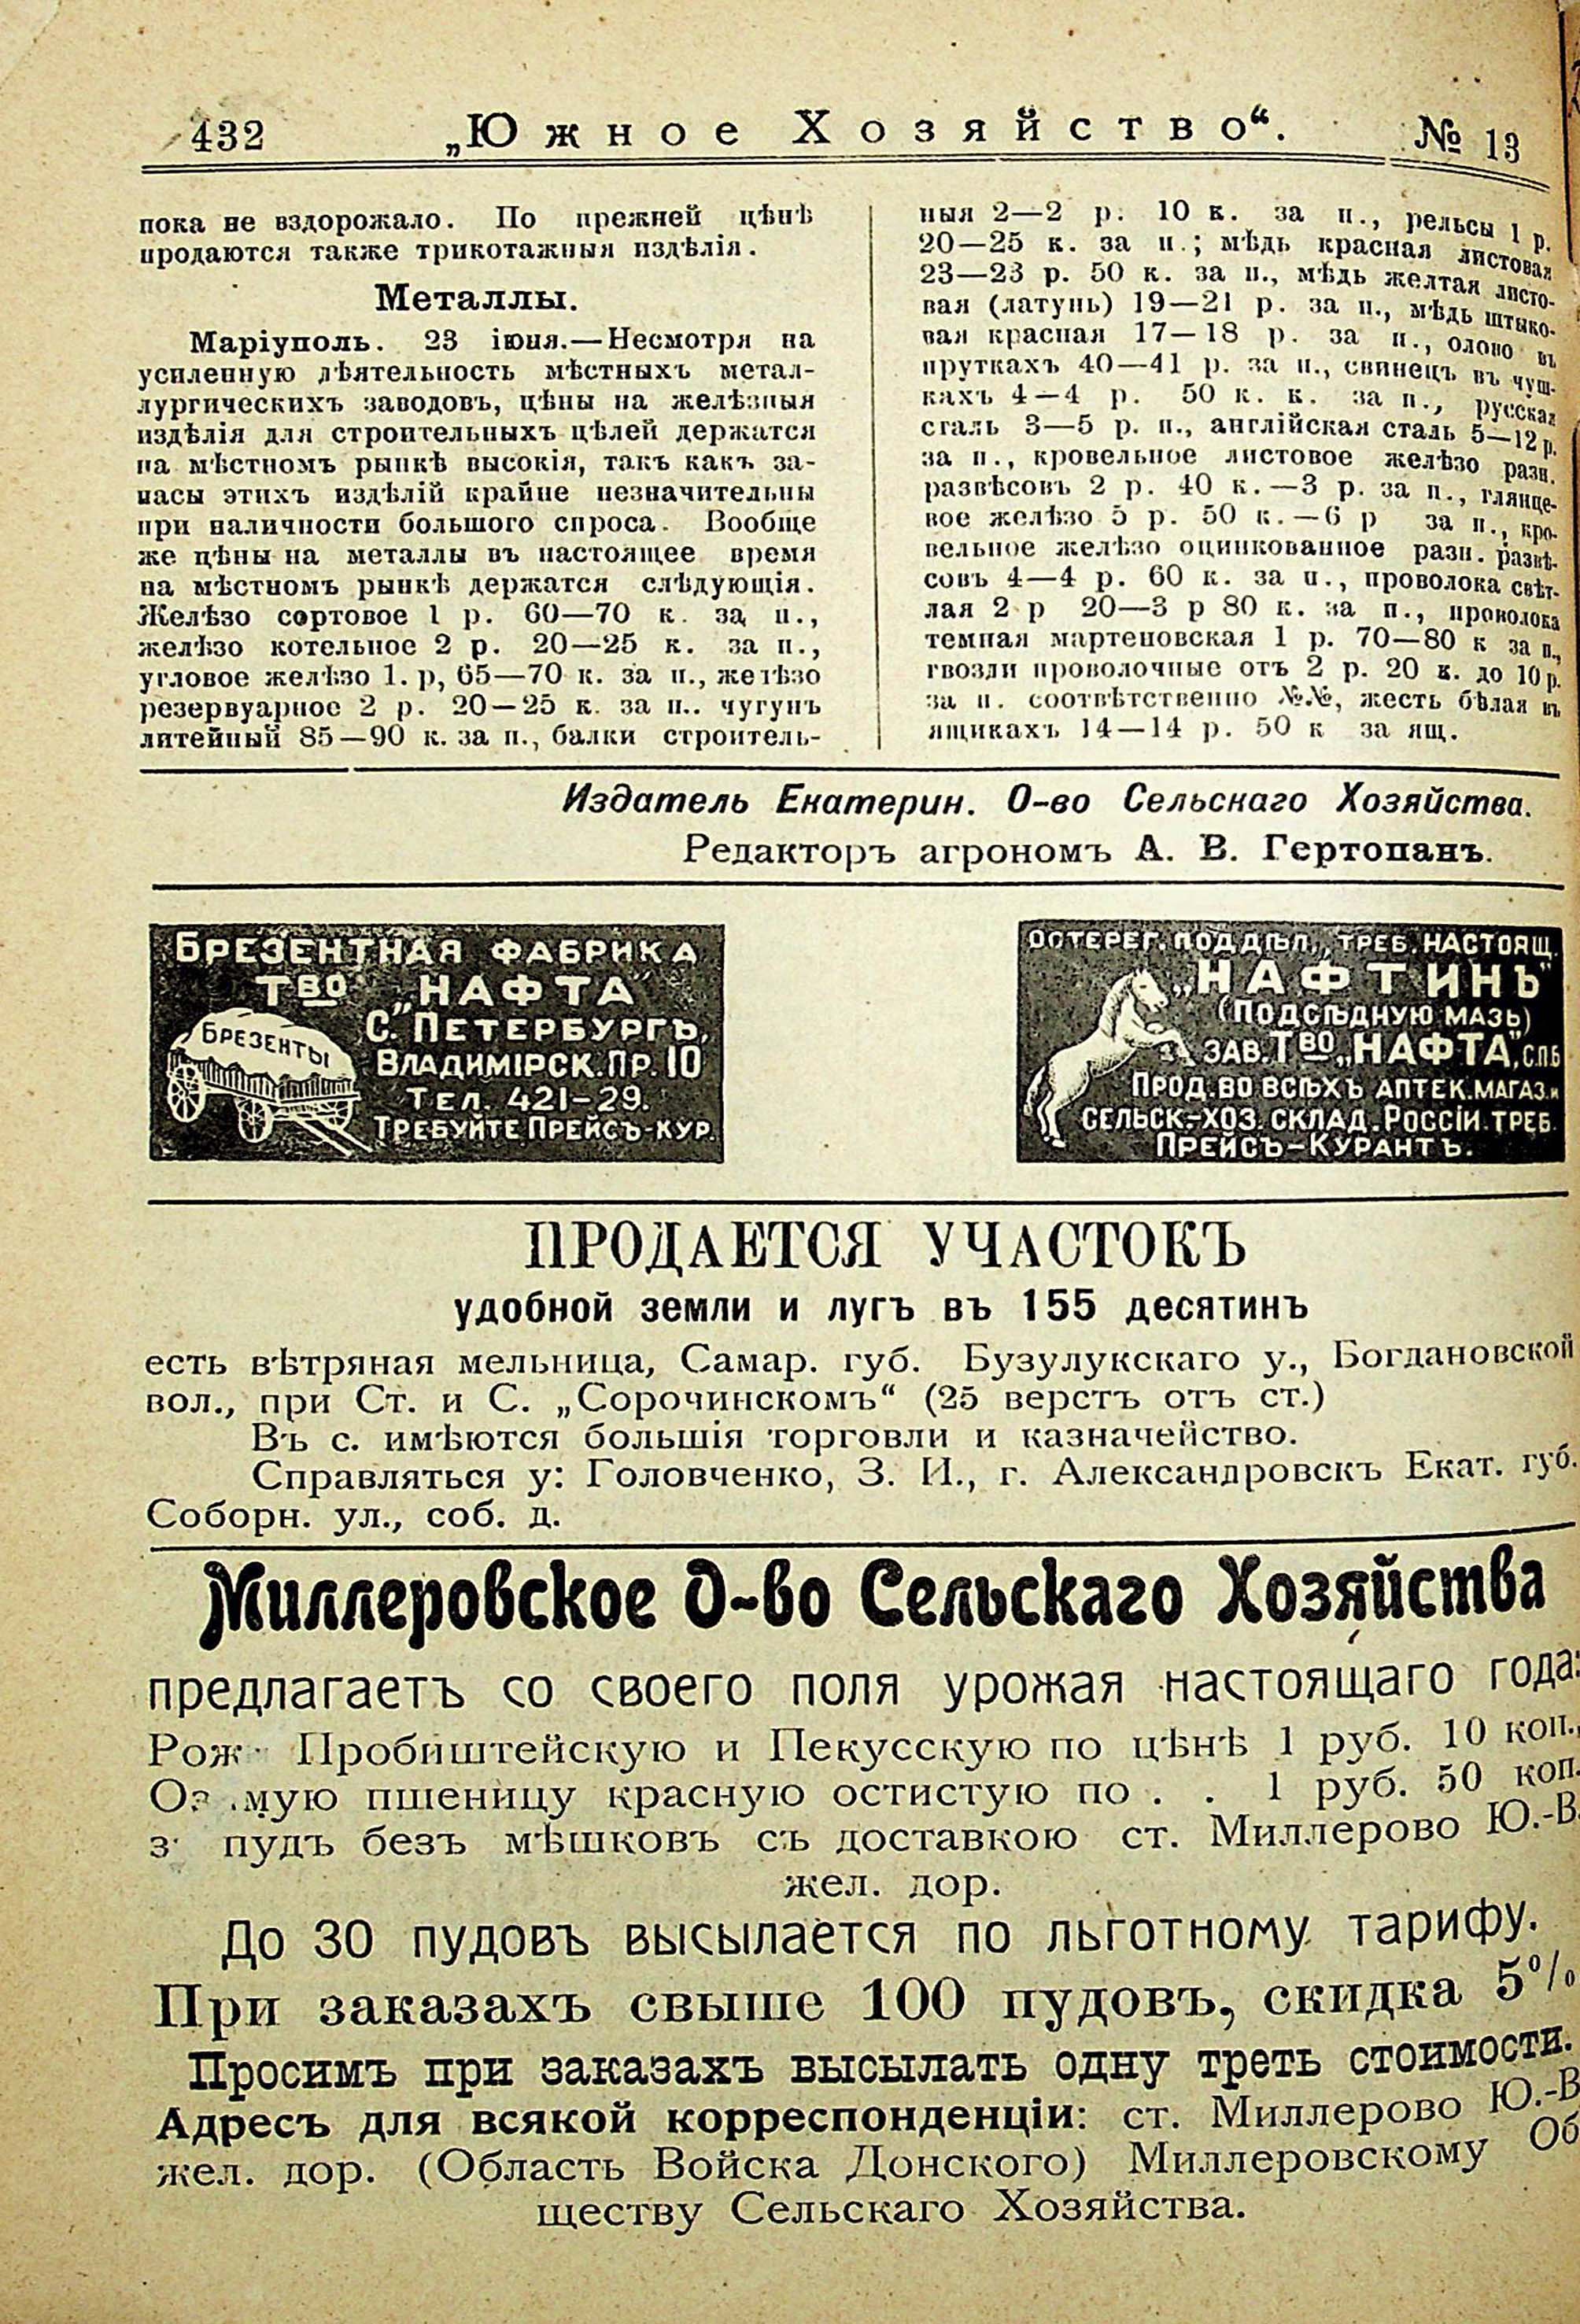 432
„Южное Хозяйство“.
№ 13
пока не вздорожало. По прежней цѣнѣ
продаются также трикотажныя издѣлія.
Металлы.
Маріуполь. 23 іюня.—Несмотря на
усиленную дѣятельность мѣстныхъ метал-
лургическихъ заводовъ, цѣны на желѣзныя
издѣлія для строительныхъ цѣлей держатся
на мѣстномъ рынкѣ высокія, такъ какъ за-
пасы этихъ издѣлій крайне незначительны
при наличности большого спроса. Вообще
же цѣны на металлы въ настоящее время
на мѣстномъ рынкѣ держатся слѣдующія.
Желѣзо сортовое 1 р. 60—70 к. за п.,
желѣзо котельное 2 р. 20—25 к. за п.,
угловое желѣзо 1. р, 65—70 к. за п., желѣзо
резервуарное 2 р. 20—25 к. за п.. чугунъ
литейный 85—90 к. за п., балки строитель-
ныя 2—2 р. 10 к. за п., рельсы 1 р.
20—25 к. за п.; мѣдь красная листовая
23—23 р. 50 к. за п., мѣдь желтая листо-
вая (латунь) 19—21 р. за п., мѣдь штыко-
вая красная 17—18 р. за п., олово въ
пруткахъ 40—41 р. за п., свинецъ въ чуш-
кахъ 4—4 р. 50 к. к. за п., русская
сталь 3—5 р. п., англійская сталь 5—12 р.
за п., кровельное листовое желѣзо разн.
развѣсовъ 2 р. 40 к.—3 р. за п., глянце-
вое желѣзо 5 р. 50 к.—6 р за п., кро-
вельное желѣзо оцинкованное разн. развѣ-
совъ 4—4 р. 60 к. за п., проволока свѣт-
лая 2 р 20—3 р 80 к. за п., проволока
темная мартеновская 1 р. 70—80 к за п.,
гвозди проволочные отъ 2 р. 20 к. до 10 р.
за п. соотвѣтственно №№, жесть бѣлая въ
ящикахъ 14—14 р. 50 к за ящ.
Издатель Екатерин. О-во Сельскаго Хозяйства.
Редакторъ агрономъ А. В. Гертопанъ.
Брезентная фабрика
Тво „НАФТА“
С. Петербургъ,
Владимірск. пр. 10
Тел. 421-29.
Требуйте прейсъ-кур.
Брезенты
Остерег. поддѣл., треб. настоящ.
„НАФТИНЪ“
(подсѣдную мазь)
зав. Тво „НАФТА“, С.П.Б
Прод. во всѣхъ аптек. магаз. и
сельск.-хоз. склад. Россіи. Треб.
прейсъ-курантъ.
ПРОДАЕТСЯ УЧАСТОКЪ
удобной земли и лугъ въ 155 десятинъ
есть вѣтряная мельница, Самар. губ. Бузулукскаго у., Богдановской
вол., при Ст. и С. „Сорочинскомъ“ (25 верстъ отъ ст.)
Въ с. имѣются большія торговли и казначейство.
Справляться у: Головченко, З. И., г. Александровскъ Екат. губ.
Соборн. ул., соб. д.
Миллеровское О-во Сельскаго Хозяйства
предлагаетъ со своего поля урожая настоящаго года:
Рож Пробиштейскую и Пекусскую по цѣнѣ 1 руб. 10 коп.,
мую пшеницу красную остистую по . . 1 руб. 50 коп.
з пудъ безъ мѣшковъ съ доставкою ст. Миллерово Ю.-В.
жел. дор.
До 30 пудовъ высылается по льготному тарифу.
При заказахъ свыше 100 пудовъ, скидка 5%
Просимъ при заказахъ высылать одну треть стоимости.
Адресъ для всякой корреспонденціи: ст. Миллерово Ю.-В
жел. дор. (Область Войска Донского) Миллеровскому Об
ществу Сельскаго Хозяйства.